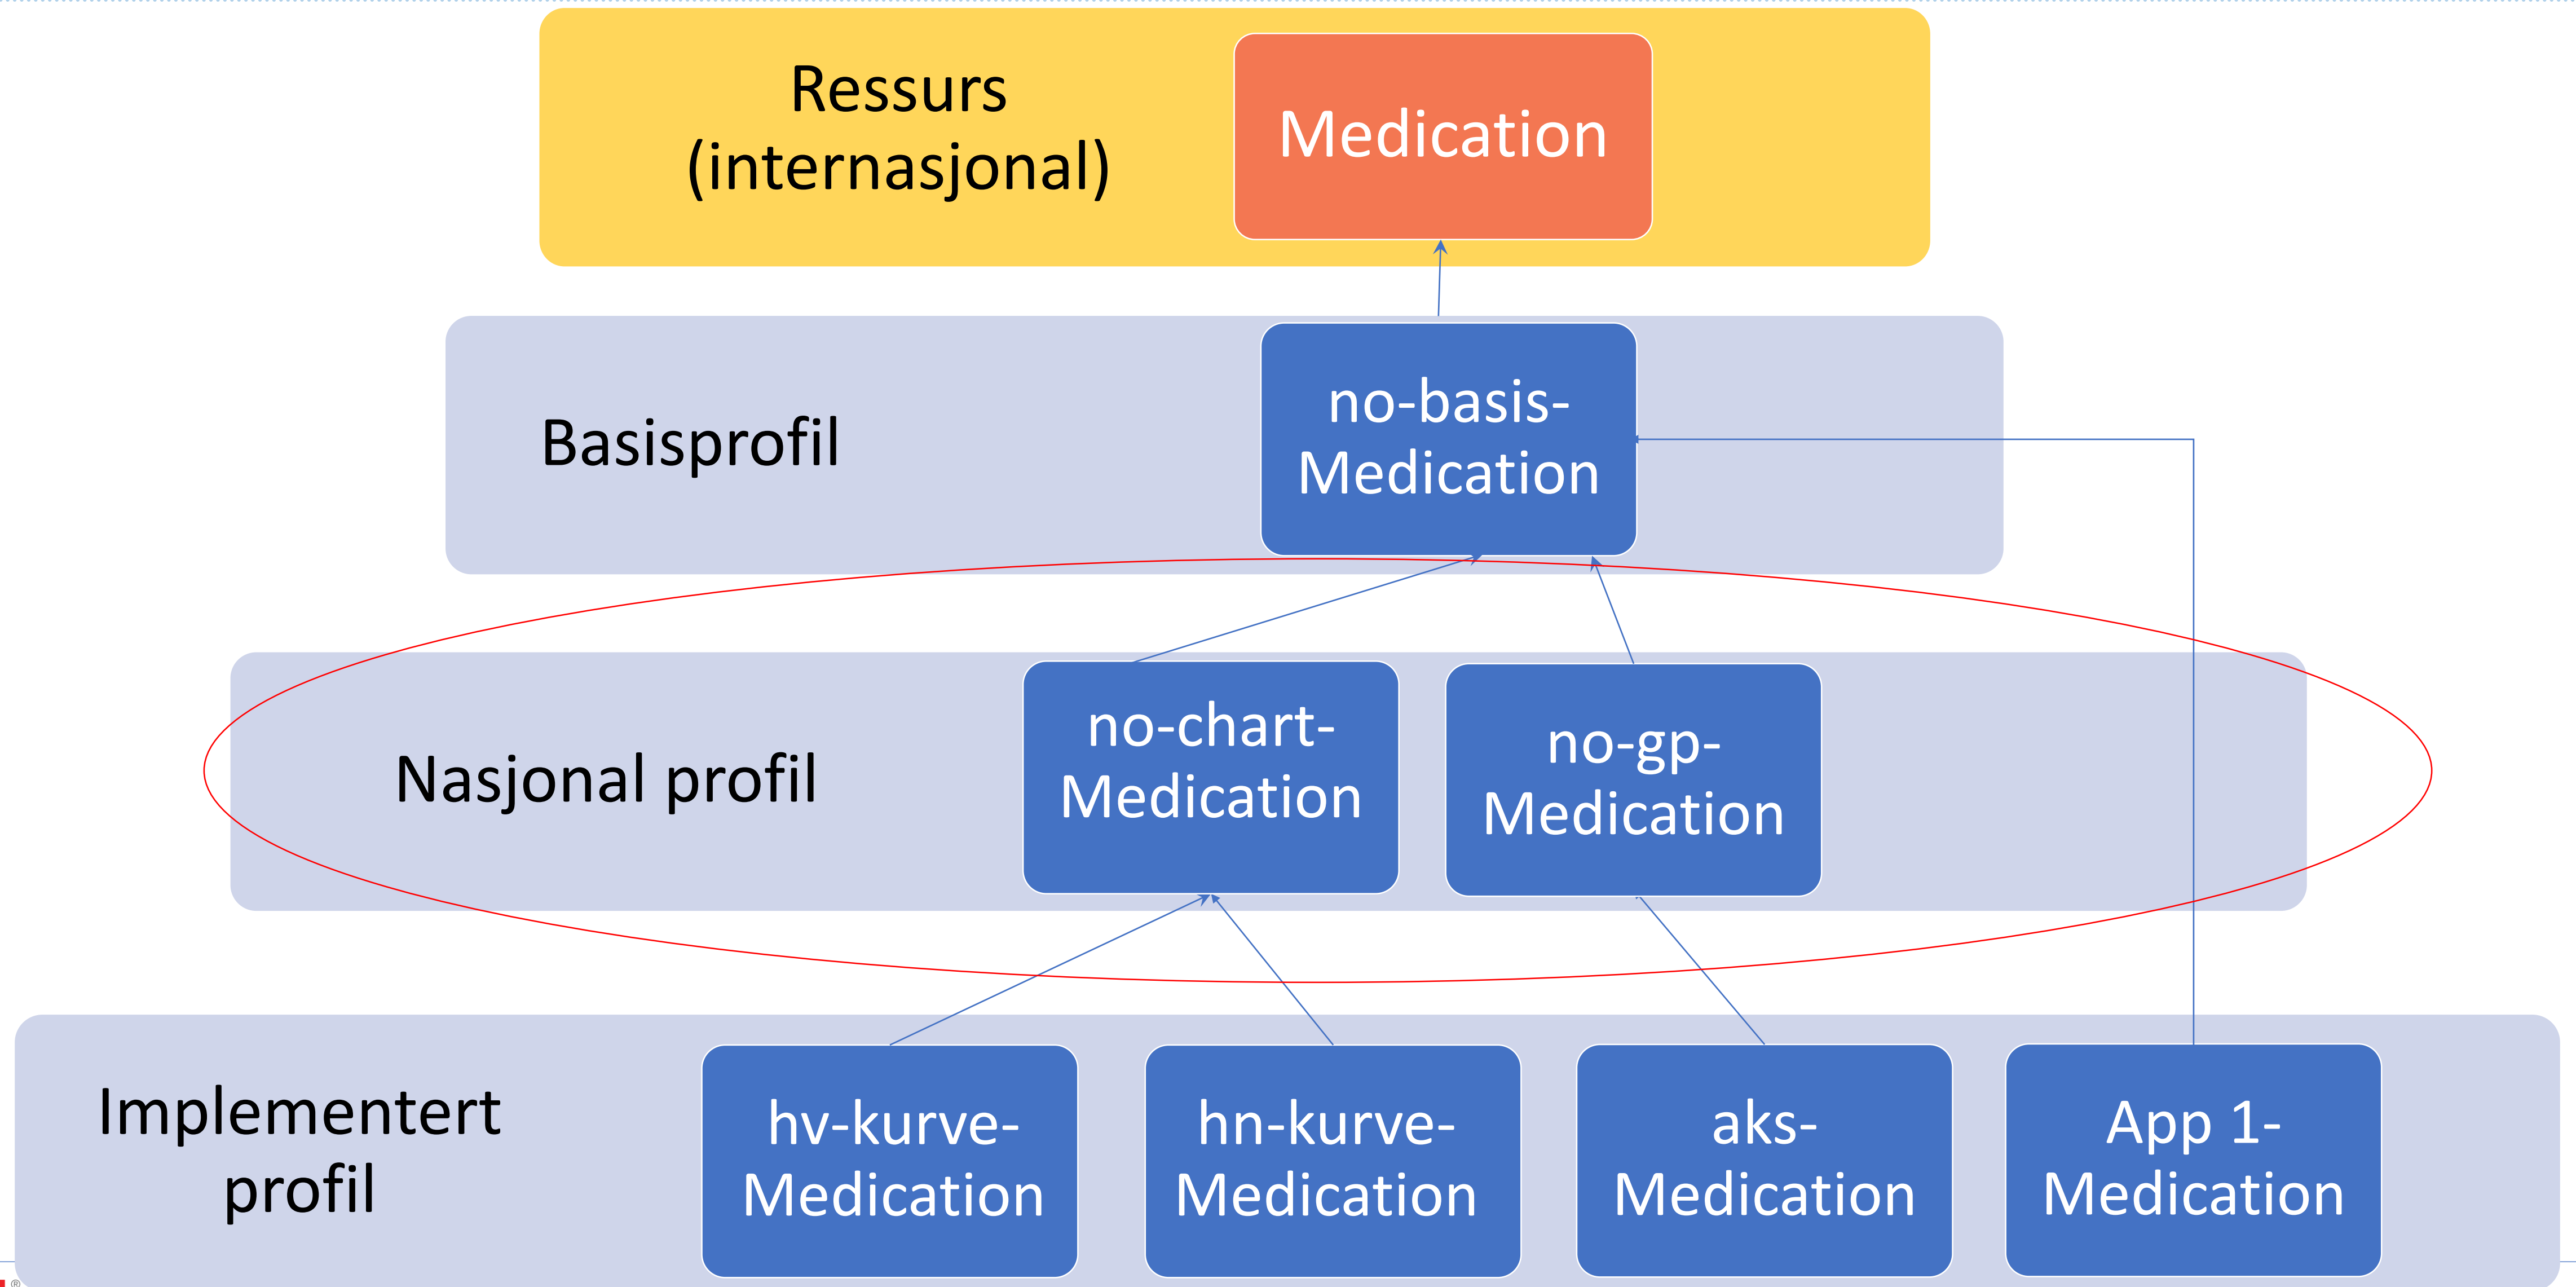 Ressurs
(internasjonal)
Medication
Basisprofil
no-basis-
Medication
Nasjonal profil
no-chart-
Medication
no-gp-
Medication
Implementert
profil
hv-kurve-
Medication
hn-kurve-
Medication
aks-
Medication
App 1-
Medication
®